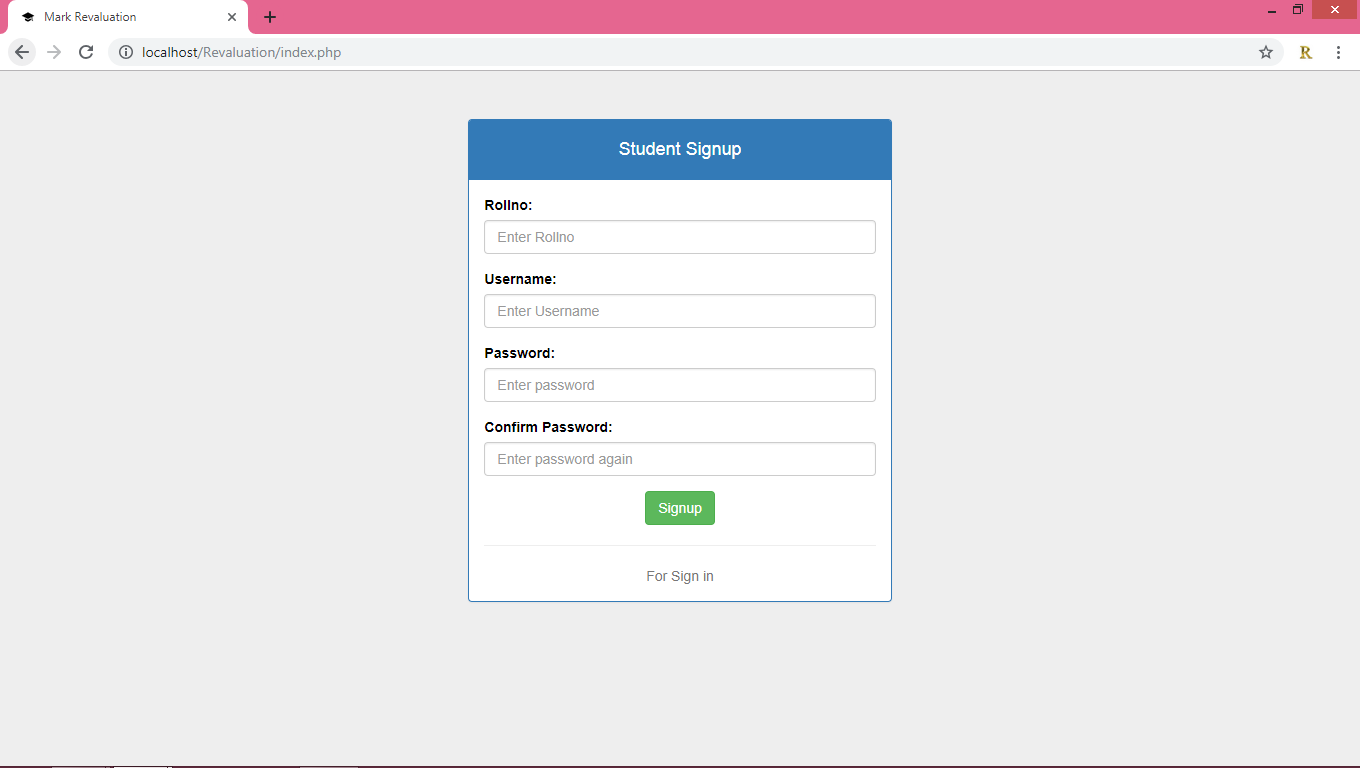 Mark Revaluation
localhost/Revaluation/index.php
R
Student Signup
Rollno:
Enter Rollno
Username:
Enter Username
Password:
Enter password
Confirm Password:
Enter password again
Signup
For Sign in